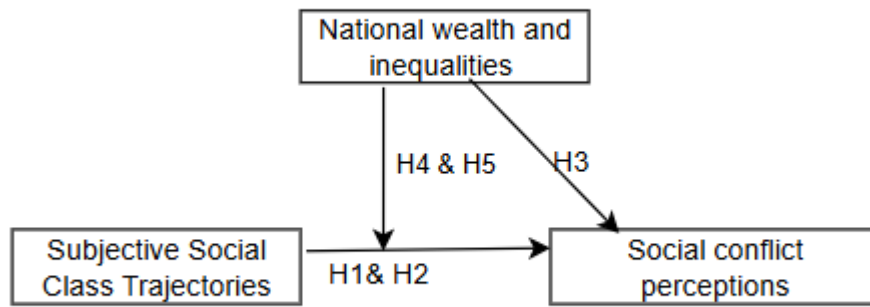 National wealth and
inequalities
H4 & H5
H3
Subjective Social
Class Trajectories
H1& H2
Social conflict
perceptions